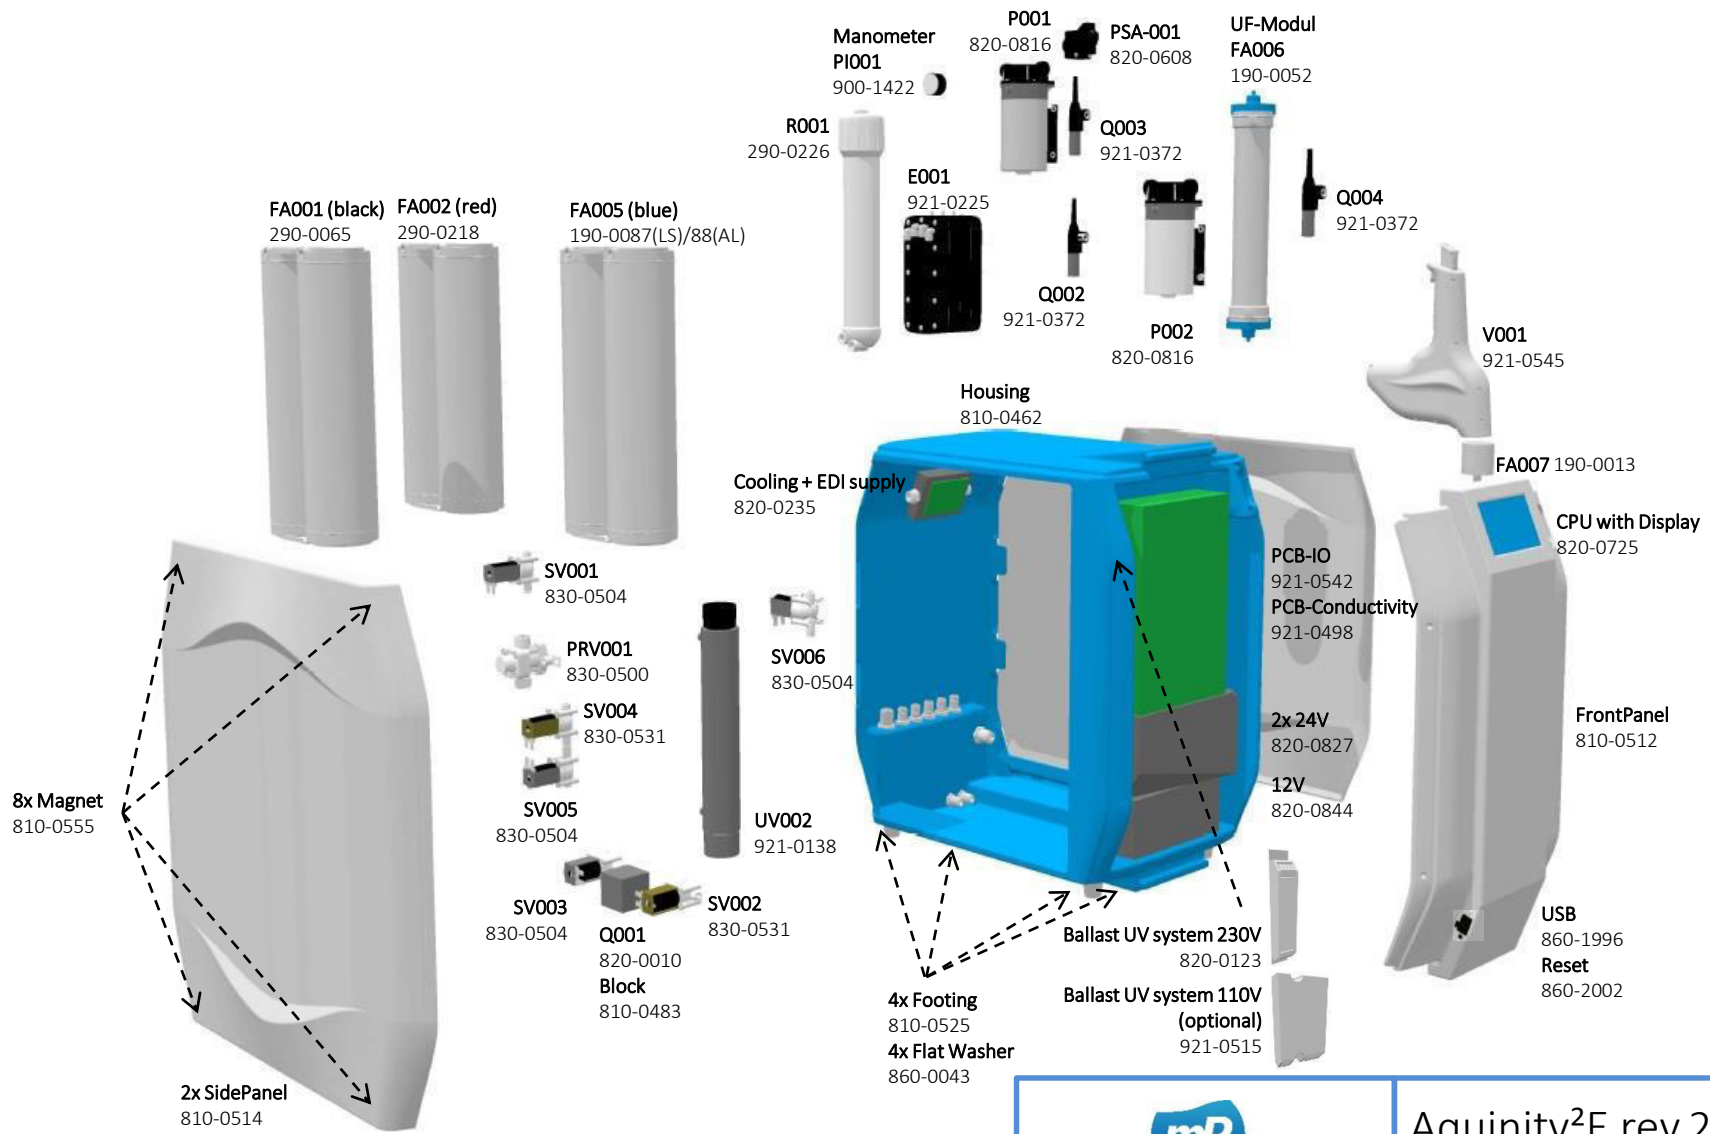 P001
820-0816
PSA-001
820-0608
UF-Modul
FA006
190-0052
Manometer
PI001
900-1422
R001
290-0226
Q003
921-0372
E001
921-0225
Q004
921-0372
FA001 (black)
290-0065
FA002 (red)
290-0218
FA005 (blue)
190-0087(LS)/88(AL)
Q002
921-0372
P002
820-0816
V001
921-0545
Housing
810-0462
FA007 190-0013
Cooling + EDI supply
820-0235
CPU with Display
820-0725
SV001
830-0504
PCB-IO
921-0542
PCB-Conductivity
921-0498
PRV001
830-0500
SV006
830-0504
SV004
830-0531
2x 24V
820-0827
FrontPanel
810-0512
8x Magnet
810-0555
12V
820-0844
SV005
830-0504
UV002
921-0138
SV003
830-0504
SV002
830-0531
Q001
820-0010
Block
810-0483
Ballast UV system 230V
820-0123
USB
860-1996
Reset
860-2002
4x Footing
810-0525
4x Flat Washer
860-0043
Ballast UV system 110V
(optional)
921-0515
2x SidePanel
810-0514
mD
Aquinity²E rev 2